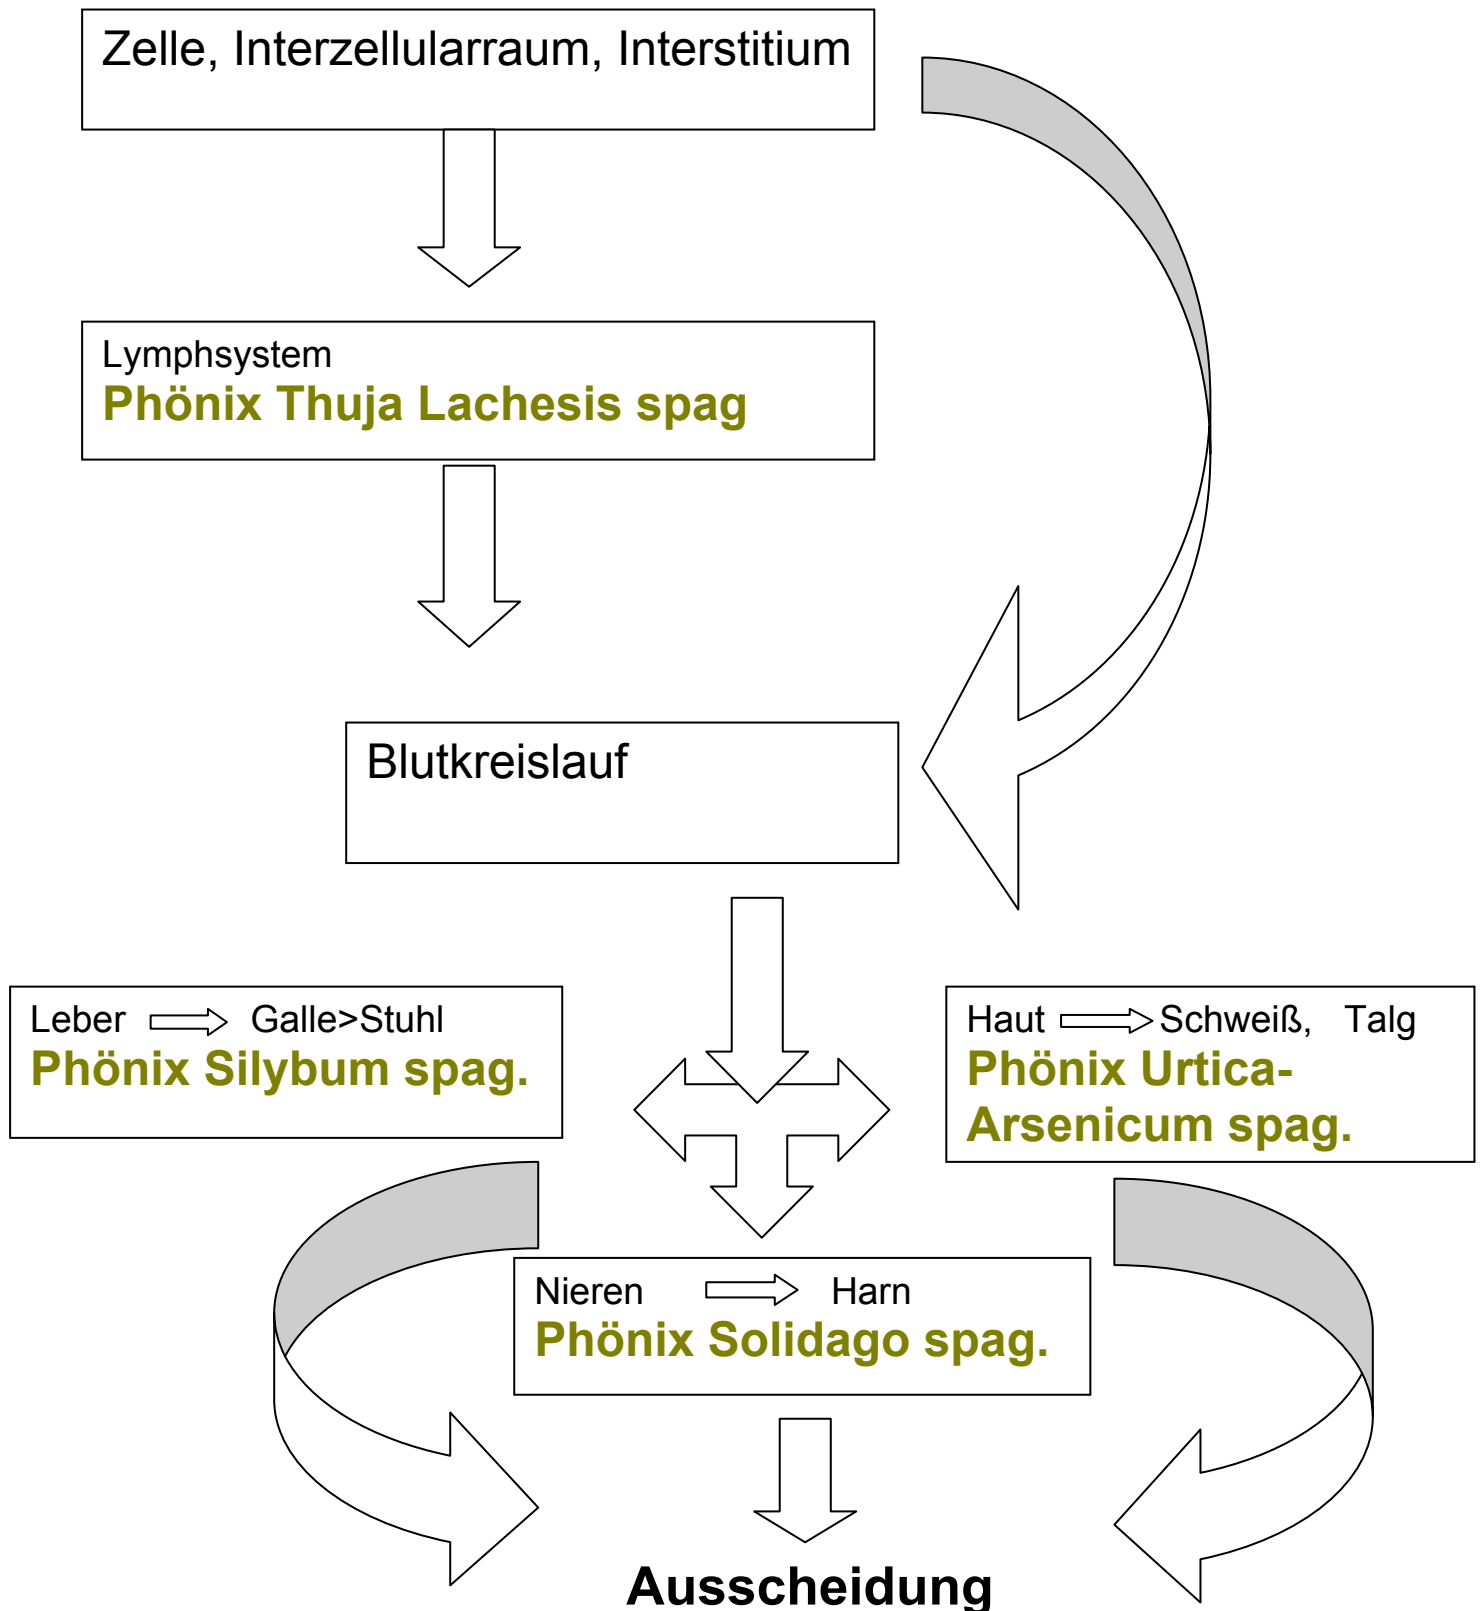 Zelle, Interzellularraum, Interstitium
Lymphsystem
Phönix Thuja Lachesis spag
Blutkreislauf
Leber Galle>Stuhl
Phönix Silybum spag.
Haut Schweiß, Talg
Phönix Urtica-
Arsenicum spag.
Nieren Harn
Phönix Solidago spag.
Ausscheidung